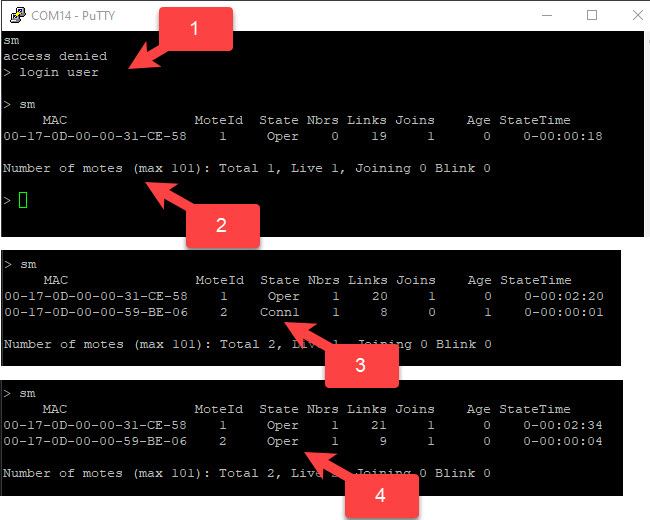 COM14 - PuTTY
1
sm
access denied
> login user
> sm
MAC MoteId State Nbrs Links Joins Age StateTime
00-17-0D-00-00-31-CE-58 1 Oper 0 19 1 0 0-00:00:18
Number of motes (max 101): Total 1, Live 1, Joining 0 Blink 0
>
2
> sm
MAC MoteId State Nbrs Links Joins Age StateTime
00-17-0D-00-00-31-CE-58 1 Oper 1 20 1 0 0-00:02:20
00-17-0D-00-00-59-BE-06 2 Conn1 1 8 0 1 0-00:00:01
Number of motes (max 101): Total 2, Joining 0 Blink 0
3
> sm
MAC MoteId State Nbrs Links Joins Age StateTime
00-17-0D-00-00-31-CE-58 1 Oper 1 21 1 0 0-00:02:34
00-17-0D-00-00-59-BE-06 2 Oper 1 9 1 0 0-00:00:04
Number of motes (max 101): Total 2, Live Joining 0 Blink 0
4